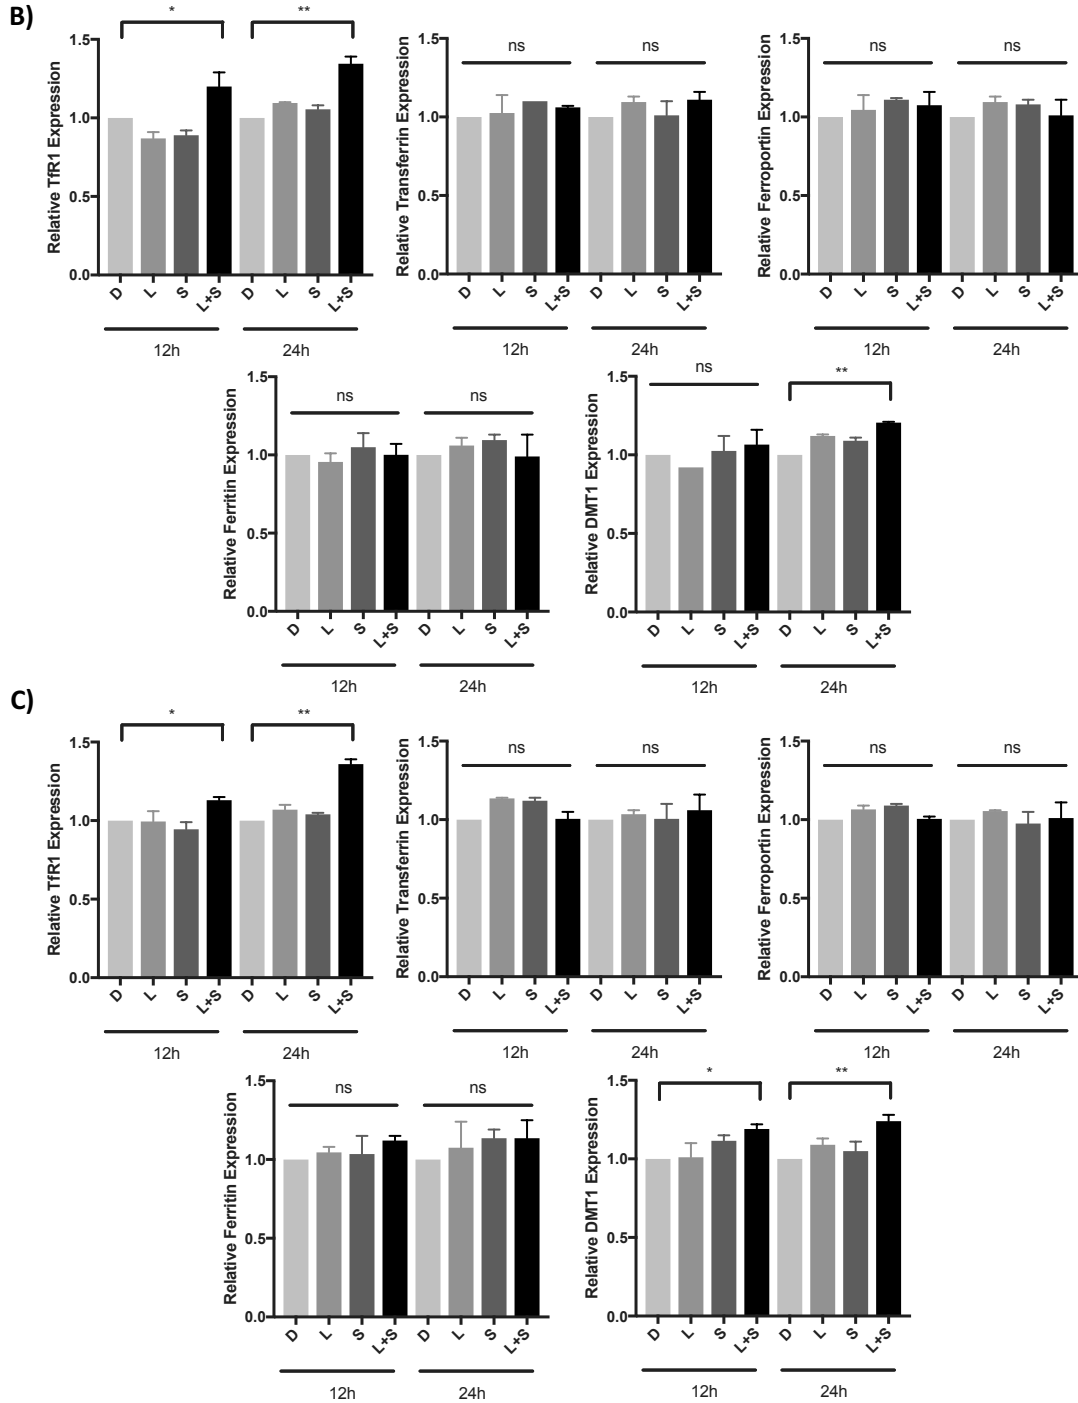 B)
* **
Relative TfR1 Expression
1.5
1.0
0.5
0.0
D L S L+S D L S L+S
12h 24h
ns ns
Relative Transferrin Expression
1.5
1.0
0.5
0.0
D L S L+S D L S L+S
12h 24h
ns ns
Relative Ferroportin Expression
1.5
1.0
0.5
0.0
D L S L+S D L S L+S
12h 24h
ns ns
Relative Ferritin Expression
1.5
1.0
0.5
0.0
D L S L+S D L S L+S
12h 24h
ns **
Relative DMT1 Expression
1.5
1.0
0.5
0.0
D L S L+S D L S L+S
12h 24h
C)
* **
Relative TfR1 Expression
1.5
1.0
0.5
0.0
D L S L+S D L S L+S
12h 24h
ns ns
Relative Transferrin Expression
1.5
1.0
0.5
0.0
D L S L+S D L S L+S
12h 24h
ns ns
Relative Ferroportin Expression
1.5
1.0
0.5
0.0
D L S L+S D L S L+S
12h 24h
ns ns
Relative Ferritin Expression
1.5
1.0
0.5
0.0
D L S L+S D L S L+S
12h 24h
* **
Relative DMT1 Expression
1.5
1.0
0.5
0.0
D L S L+S D L S L+S
12h 24h